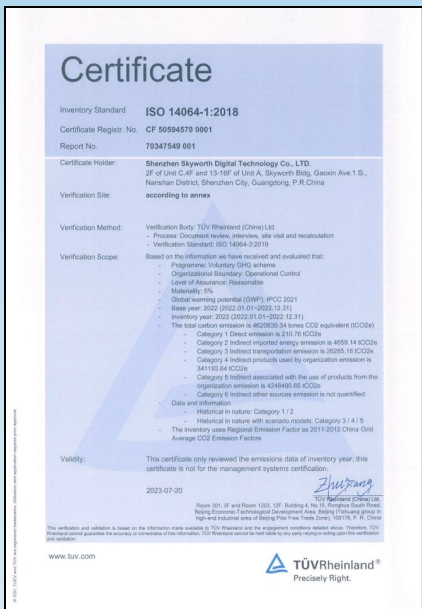 Certificate
Inventory Standard ISO 14064-1:2018
Certificate Registr. No. CF 50594570 0001
Report No. 70347549 001
Certificate Holder: Shenzhen Skyworth Digital Technology Co., LTD.
2F of Unit C,4F and 13-16F of Unit A, Skyworth Bldg, Gaoxin Ave.1.S.,
Nanshan District, Shenzhen City, Guangdong, P.R.China
Verification Site: according to annex
Verification Method: Verification Body: TÜV Rheinland (China) Ltd.
- Process: Document review, interview, site visit and recalculation
- Verification Standard: ISO 14064-3:2019
Verification Scope: Based on the information we have received and evaluated that:
- Programme: Voluntary GHG scheme
- Organizational Boundary: Operational Control
- Level of Assurance: Reasonable
- Materiality: 5%
- Global warming potential (GWP): IPCC 2021
- Base year: 2022 (2022.01.01~2022.12.31)
- Inventory year: 2022 (2022.01.01~2022.12.31)
- The total carbon emission is 4620839.34 tones CO2 equivalent (tCO2e)
- Category 1 Direct emission is 210.76 tCO2e
- Category 2 Indirect imported energy emission is 4659.14 tCO2e
- Category 3 Indirect transportation emission is 26285.16 tCO2e
- Category 4 Indirect products used by organization emission is
341193.64 tCO2e
- Category 5 Indirect associated with the use of products from the
organization emission is 4248490.65 tCO2e
- Category 6 Indirect other sources emission is not quantified
- Data and information
- Historical in nature: Category 1 / 2
- Historical in nature with scenario models: Category 3 / 4 / 5
- The inventory uses Regional Emission Factor as 2011-2012 China Grid
Average CO2 Emission Factors
Validity: This certificate only reviewed the emissions data of inventory year, this
certificate is not for the management systems certification.
2023-07-20
TÜV Rheinland (China) Ltd.
Room 301, 3F and Room 1203, 12F, Building 4, No.15, Ronghua South Road,
Beijing Economic-Technological Development Area, Beijing (Yizhuang group in
high-end industrial area of Beijing Pilot Free Trade Zone), 100176, P. R. China
This verification and validation is based on the information made available to TÜV Rheinland and the engagement conditions detailed above. Therefore, TÜV
Rheinland cannot guarantee the accuracy or correctness of this information. TÜV Rheinland cannot be held liable by any party relying or acting upon this verification
and validation.
www.tuv.com
TÜVRheinland®
Precisely Right.
® TÜV, TUEV and TUV are registered trademarks. Utilisation and application requires prior approval.